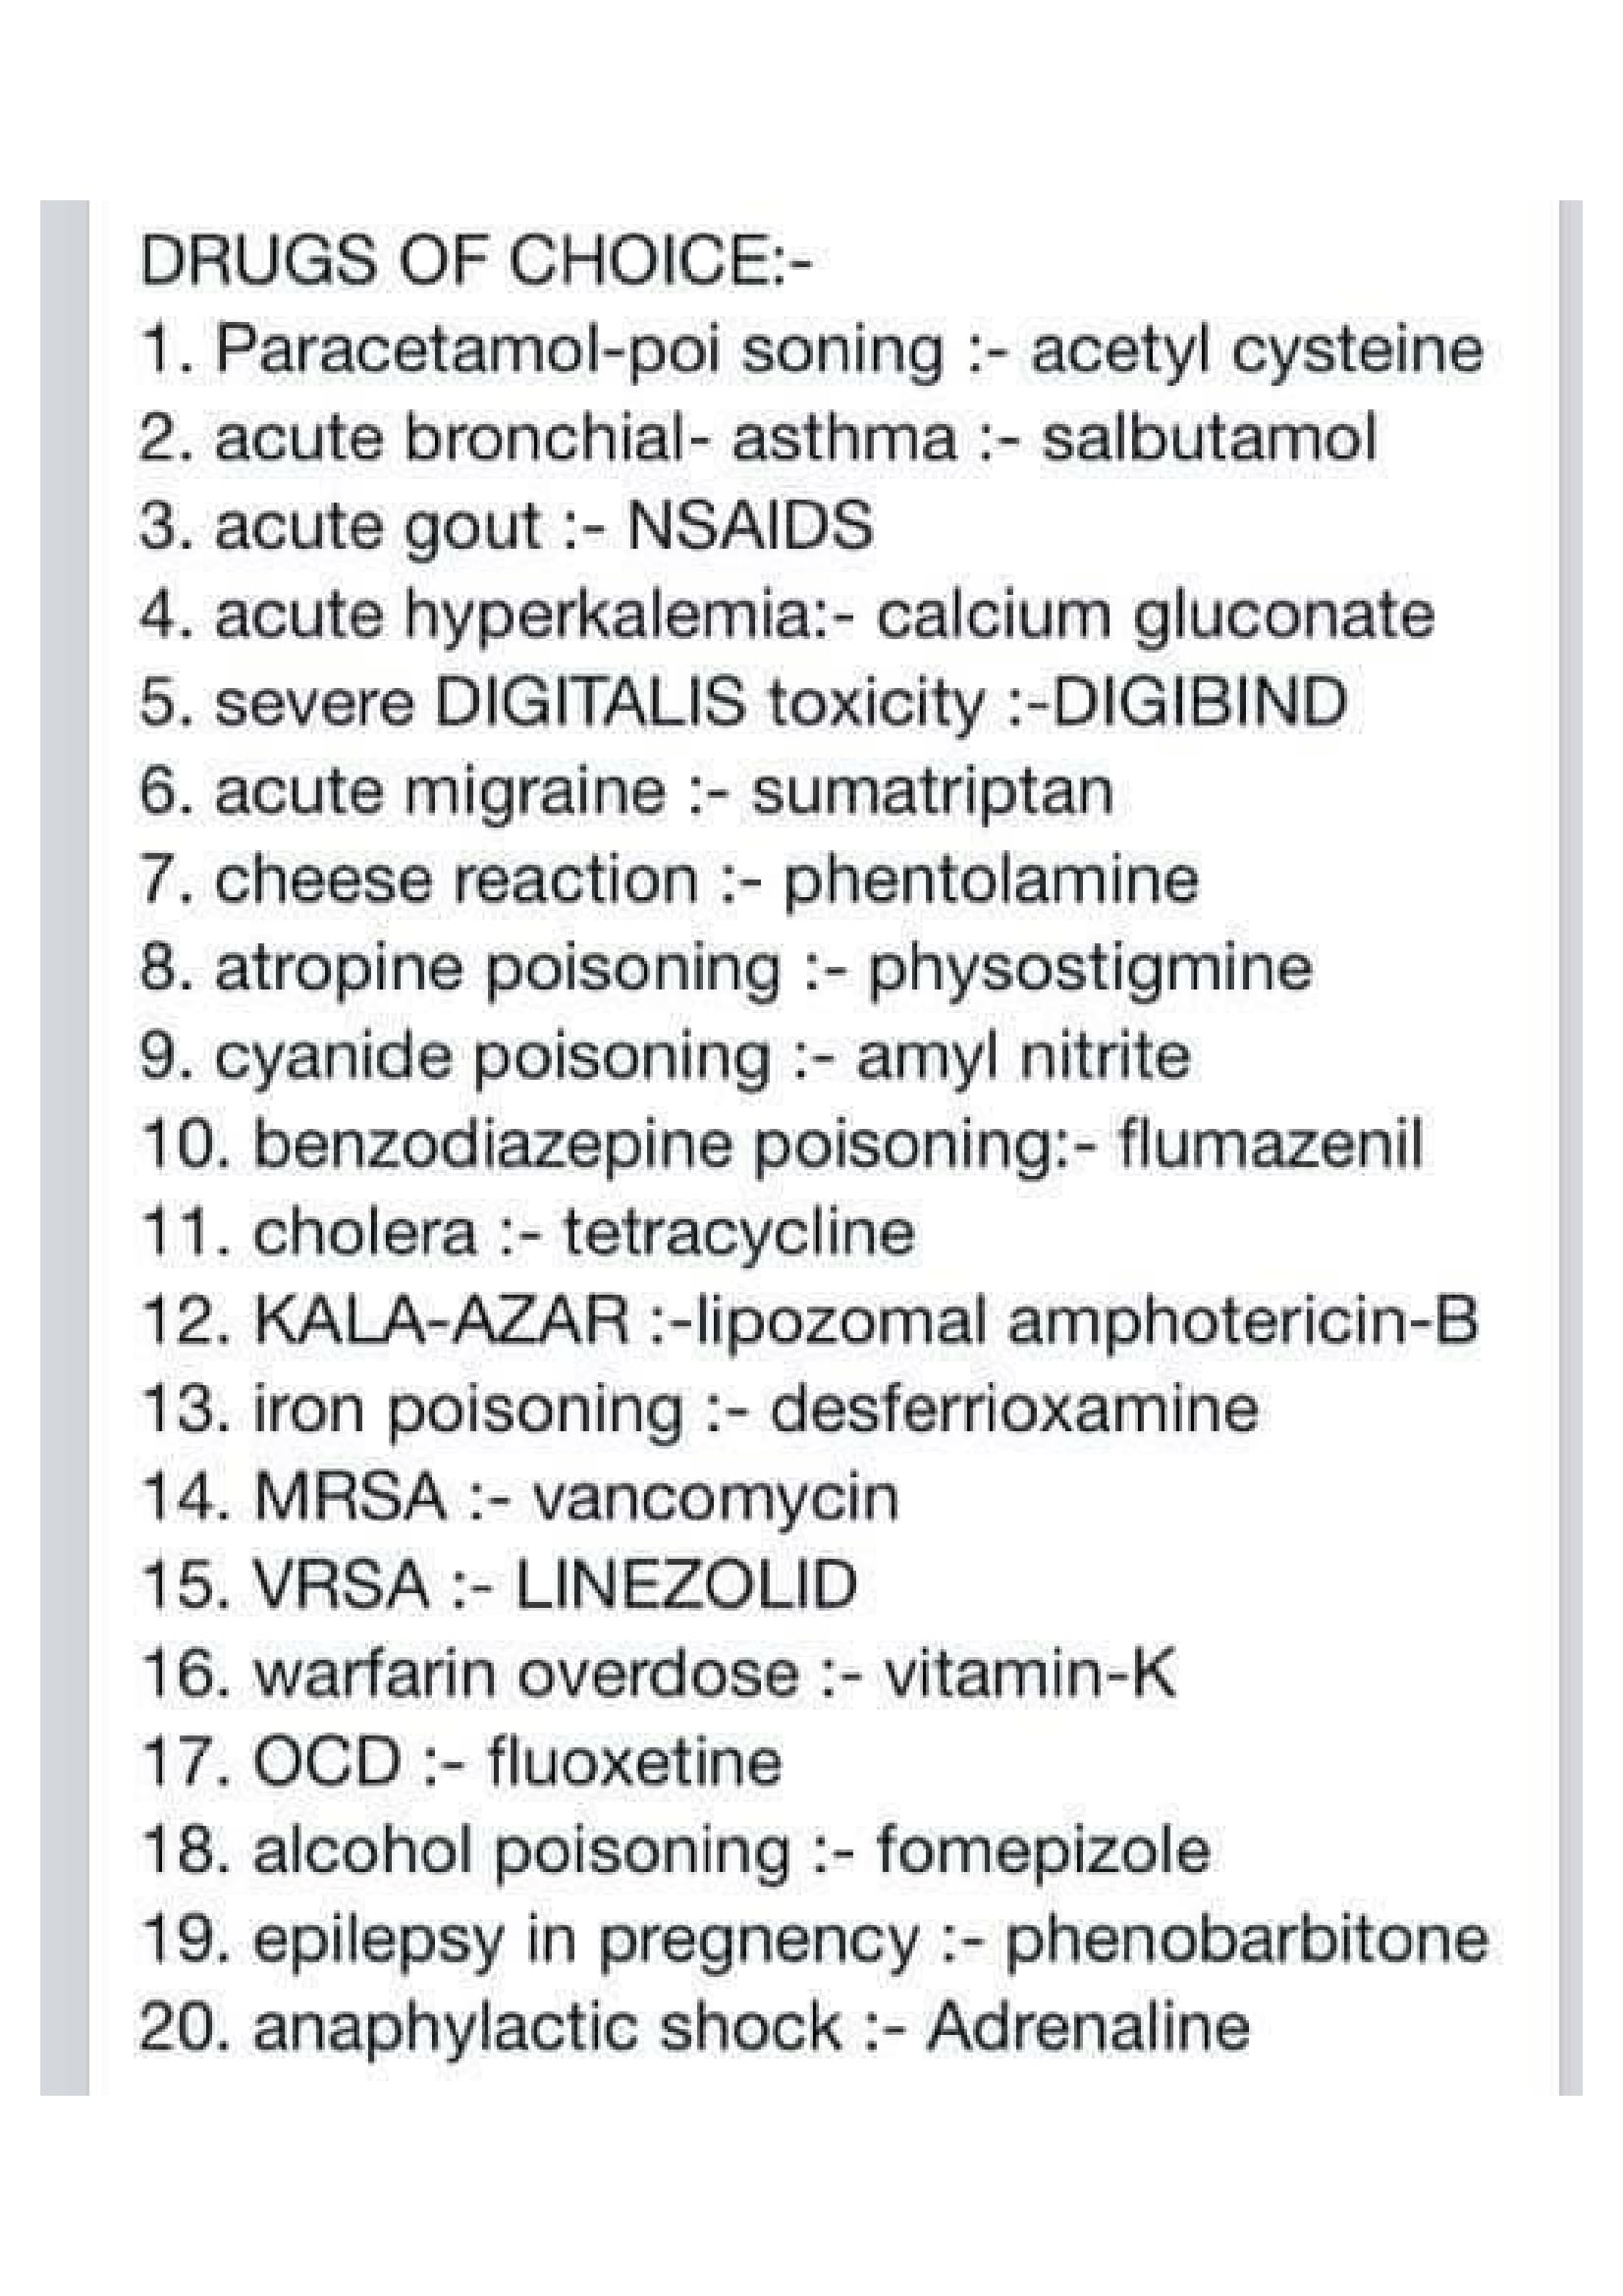 DRUGS OF CHOICE:-
1. Paracetamol-poi soning :- acetyl cysteine
2. acute bronchial- asthma :- salbutamol
3. acute gout :- NSAIDS
4. acute hyperkalemia:- calcium gluconate
5. severe DIGITALIS toxicity :-DIGIBIND
6. acute migraine :- sumatriptan
7. cheese reaction :- phentolamine
8. atropine poisoning :- physostigmine
9. cyanide poisoning :- amyl nitrite
10. benzodiazepine poisoning:- flumazenil
11. cholera :- tetracycline
12. KALA-AZAR :-lipozomal amphotericin-B
13. iron poisoning :- desferrioxamine
14. MRSA :- vancomycin
15. VRSA :- LINEZOLID
16. warfarin overdose :- vitamin-K
17. OCD :- fluoxetine
18. alcohol poisoning :- fomepizole
19. epilepsy in pregnency :- phenobarbitone
20. anaphylactic shock :- Adrenaline